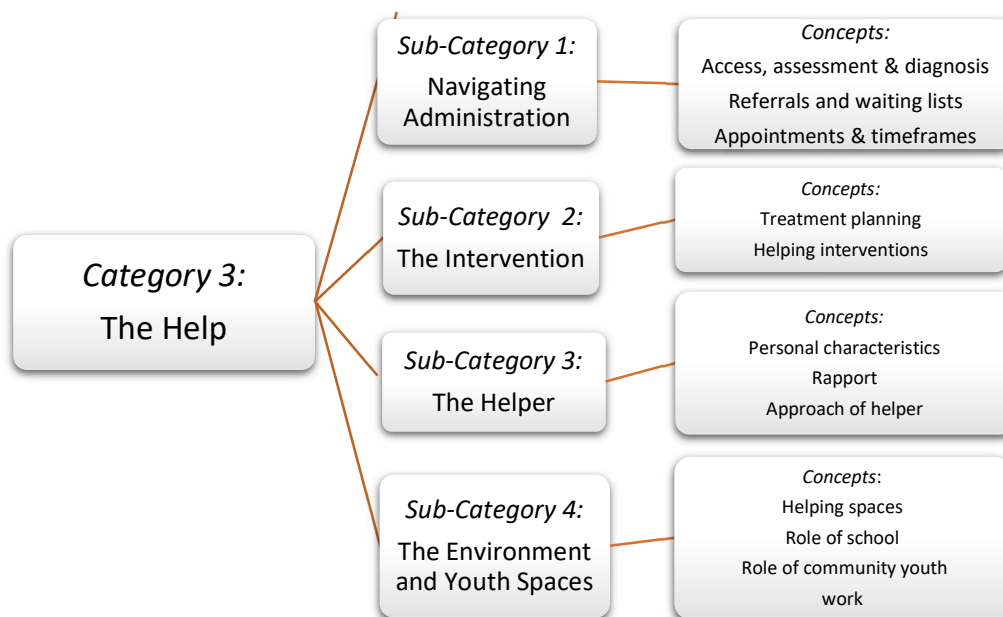 Category 3:
The Help
Sub-Category 1:
Navigating
Administration
Concepts:
Access, assessment & diagnosis
Referrals and waiting lists
Appointments & timeframes
Sub-Category 2:
The Intervention
Concepts:
Treatment planning
Helping interventions
Sub-Category 3:
The Helper
Concepts:
Personal characteristics
Rapport
Approach of helper
Sub-Category 4:
The Environment
and Youth Spaces
Concepts:
Helping spaces
Role of school
Role of community youth
work